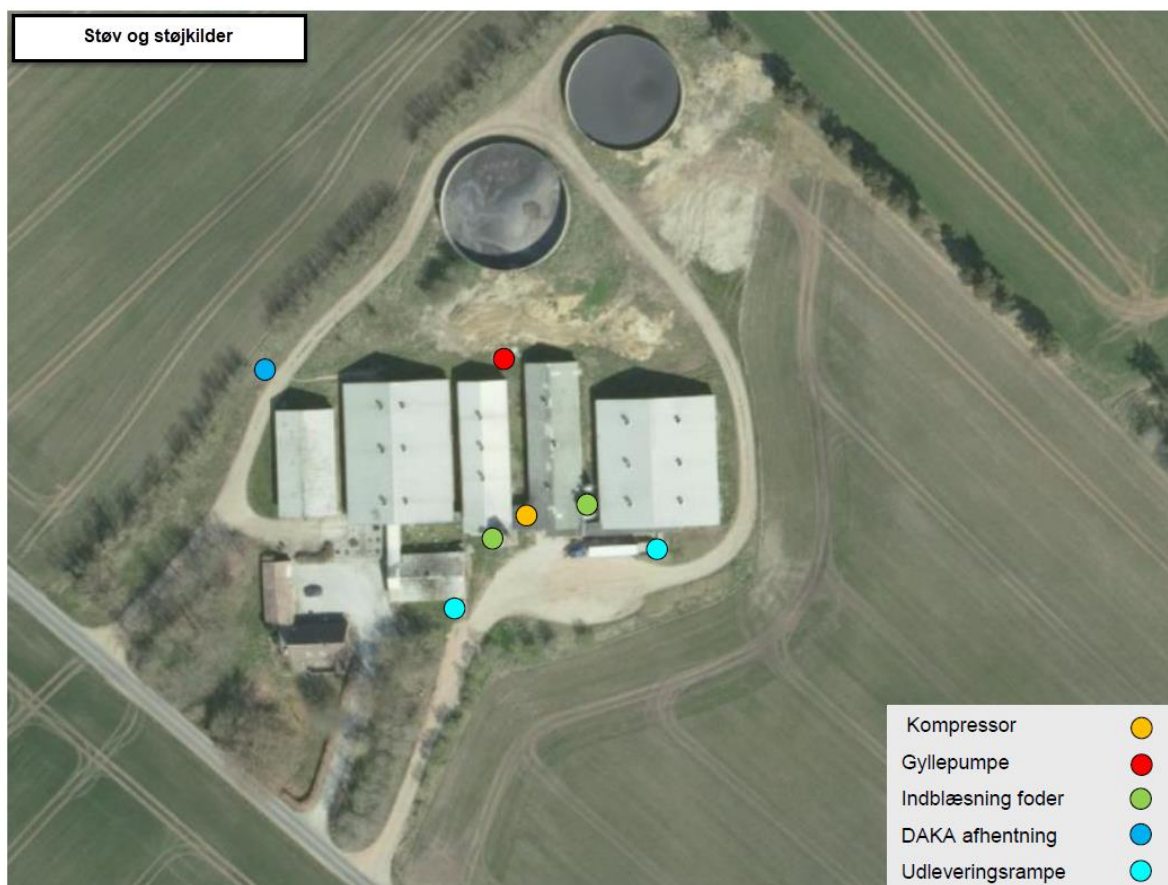 Støv og støjkilder
Kompressor
Gyllepumpe
Indblæsning foder
DAKA afhentning
Udleveringsrampe